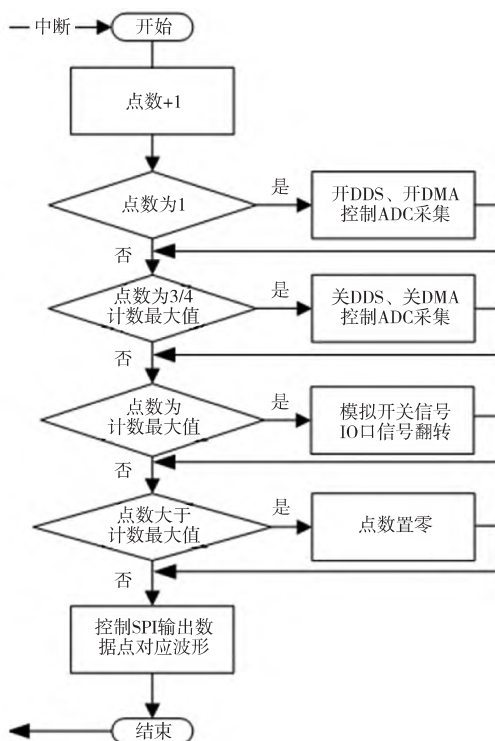 中断
开始
点数+1
点数为1
是
开DDS、开DMA
控制ADC采集
否
点数为3/4
计数最大值
是
关DDS、关DMA
控制ADC采集
否
点数为
计数最大值
是
模拟开关信号
IO口信号翻转
否
点数大于
计数最大值
是
点数置零
否
控制SPI输出数
据点对应波形
结束